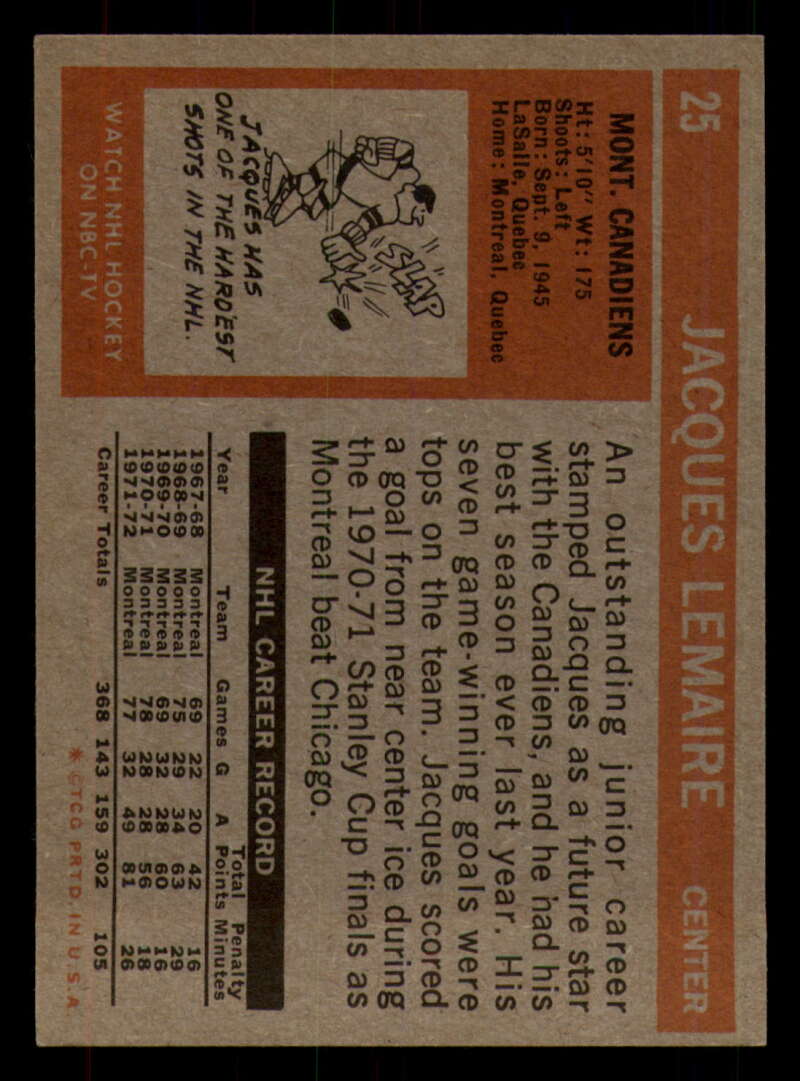 25 JACQUES LEMAIRE CENTER
MONT. CANADIENS
Ht: 5'10" Wt: 175
Shoots: Left
Born: Sept. 9, 1945
LaSalle, Quebec
Home: Montreal, Quebec
SLAP
JACQUES HAS
ONE OF THE HARDEST
SHOTS IN THE NHL.
WATCH NHL HOCKEY
ON NBC-TV
An outstanding junior career
stamped Jacques as a future star
with the Canadiens, and he had his
best season ever last year. His
seven game-winning goals were
tops on the team. Jacques scored
a goal from near center ice during
the 1970-71 Stanley Cup finals as
Montreal beat Chicago.
NHL CAREER RECORD
Year Team Games G A Total Points Penalty Minutes
1967-68 Montreal 69 22 20 42 16
1968-69 Montreal 75 29 34 63 29
1969-70 Montreal 69 32 28 60 16
1970-71 Montreal 78 28 28 56 18
1971-72 Montreal 77 32 49 81 26
Career Totals 368 143 159 302 105
* ©T.C.G. PRTD. IN U.S.A